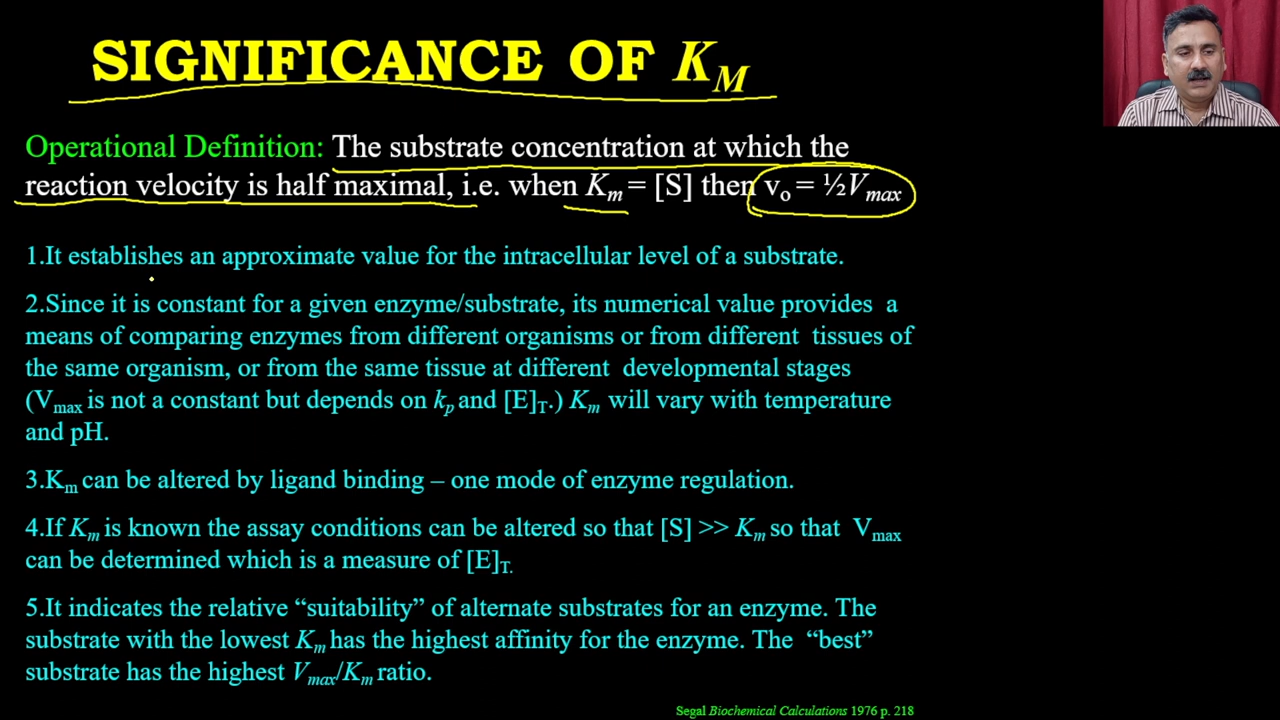 SIGNIFICANCE OF KM
Operational Definition: The substrate concentration at which the
reaction velocity is half maximal, i.e. when Km = [S] then vo = ½Vmax
1.It establishes an approximate value for the intracellular level of a substrate.
2.Since it is constant for a given enzyme/substrate, its numerical value provides a
means of comparing enzymes from different organisms or from different tissues of
the same organism, or from the same tissue at different developmental stages
(Vmax is not a constant but depends on kp and [E]T.) Km will vary with temperature
and pH.
3.Km can be altered by ligand binding – one mode of enzyme regulation.
4.If Km is known the assay conditions can be altered so that [S] >> Km so that Vmax
can be determined which is a measure of [E]T.
5.It indicates the relative “suitability” of alternate substrates for an enzyme. The
substrate with the lowest Km has the highest affinity for the enzyme. The “best”
substrate has the highest Vmax/Km ratio.
Segal Biochemical Calculations 1976 p. 218